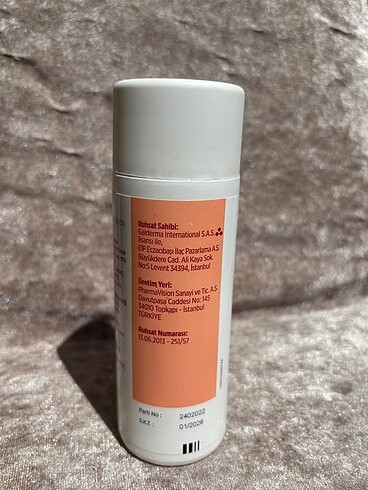 Ruhsat Sahibi:
Galderma International S.A.S.
lisansı ile,
EİP Eczacıbaşı İlaç Pazarlama A.S.
Büyükdere Cad. Ali Kaya Sok.
No:5 Levent 34394, İstanbul
Üretim Yeri:
PharmaVision Sanayi ve Tic. A.S.
Davutpaşa Caddesi No: 145
34010 Topkapı - İstanbul
TÜRKİYE
Ruhsat Numarası:
13.06.2013 - 251/57
Parti No : 2402022
S.K.T. : 01/2026